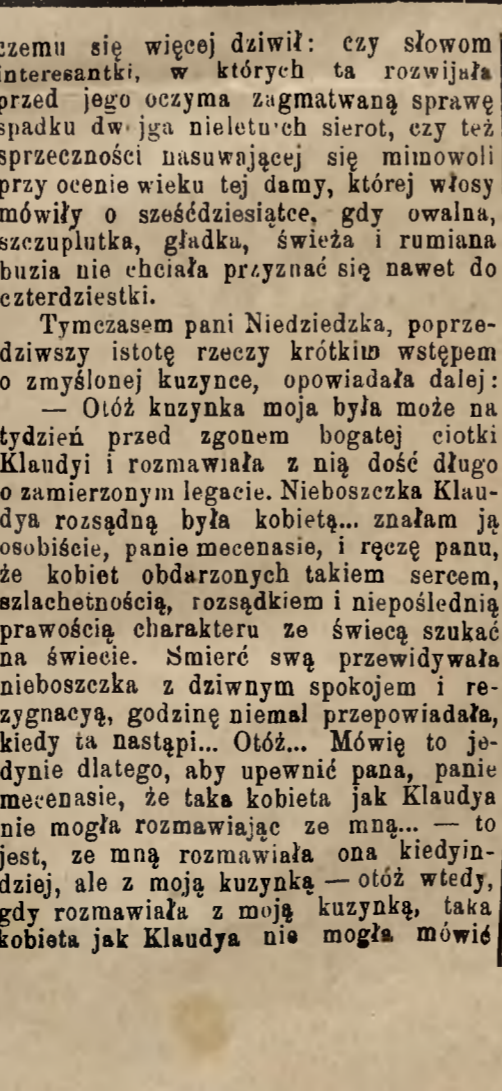 czemu się więcej dziwił: czy słowom
interesantki, w których ta rozwijała
przed jego oczyma zagmatwaną sprawę
spadku dwojga nieletnich sierot, czy też
sprzeczności nasuwającej się mimowoli
przy ocenie wieku tej damy, której włosy
mówiły o sześćdziesiątce, gdy owalna,
szczuplutka, gładka, świeża i rumiana
buzia nie chciała przyznać się nawet do
czterdziestki.
Tymczasem pani Niedziedzka, poprze-
dziwszy istotę rzeczy krótkim wstępem
o zmyślonej kuzynce, opowiadała dalej:
— Otóż knzynka moja była może na
tydzień przed zgonem bogatej ciotki
Klaudyi i rozmawiała z nią dość długo
o zamierzonym legacie. Nieboszczka Klau-
dya rozsądną była kobietą... znałam ją
osobiście, panie mecenasie, i ręczę panu,
że kobiet obdarzonych takiem sercem,
szlachetnością, rozsądkiem i niepoślednią
prawością charakteru ze świecą szukać
na świecie. Śmierć swą przewidywała
nieboszczka z dziwnym spokojem i re-
zygnacyą, godzinę niemal przepowiadała,
kiedy ta nastąpi... Otóż... Mówię to je-
dynie dlatego, aby upewnić pana, panie
mecenasie, że taka kobieta jak Klaudya
nie mogła rozmawiając ze mną... — to
jest, ze mną rozmawiała ona kiedyin-
dziej, ale z moją kuzynką — otóż wtedy,
gdy rozmawiała z moją kuzynką, taka
kobieta jak Klaudya nie mogła mówić